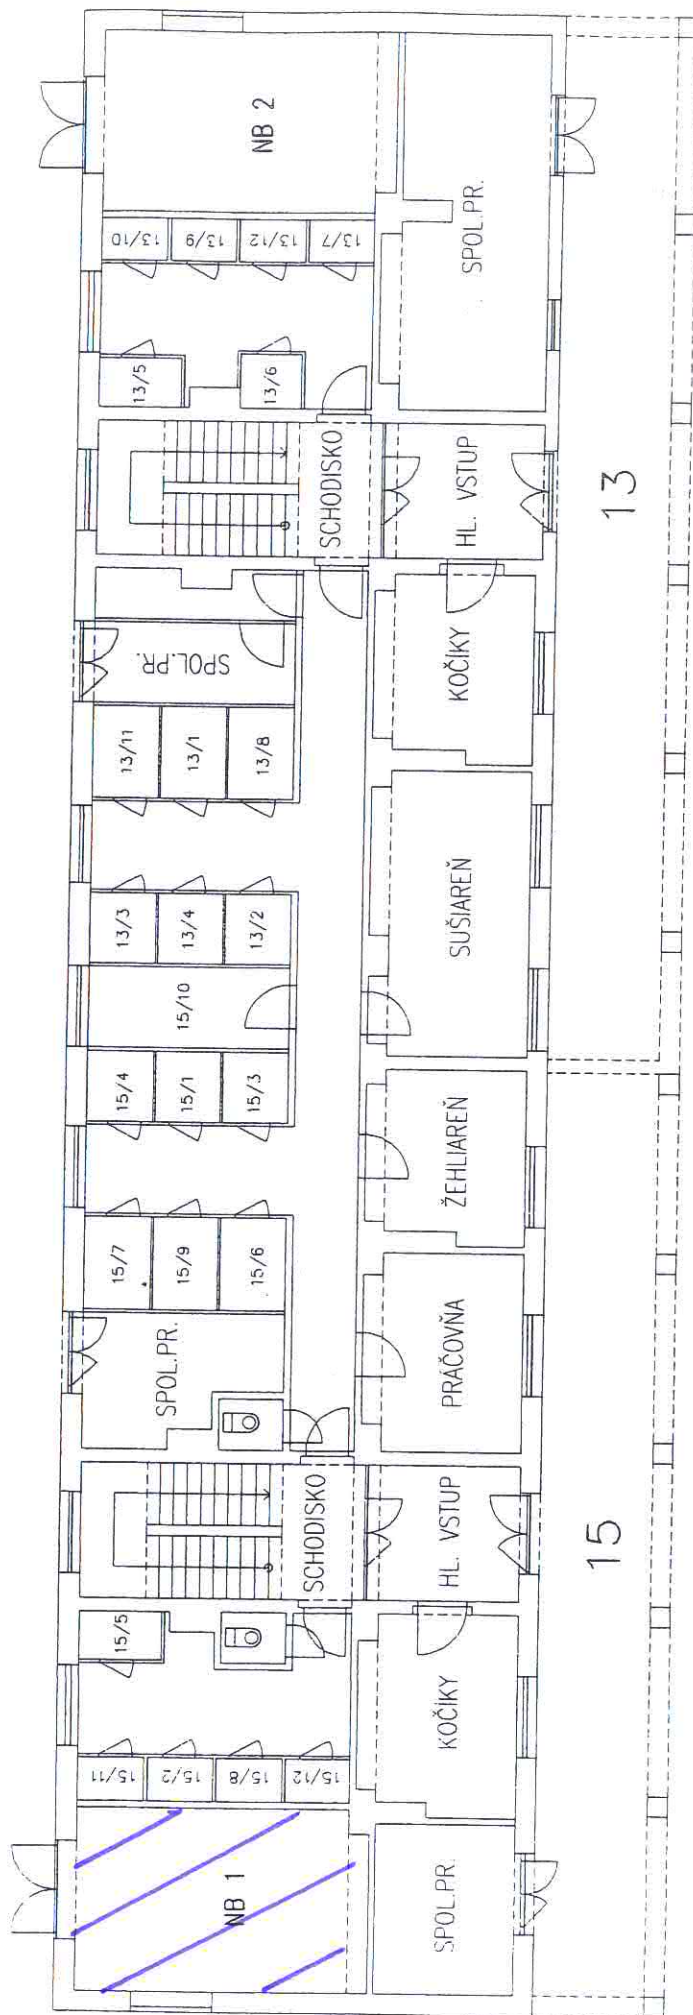 NB 2
SPOL.PR.
13/10
13/9
13/12
13/7
13/5
13/6
SCHODISKO
HL. VSTUP
13
SPOL.PR.
KOČÍKY
13/11
13/1
13/8
SUŠIAREŇ
13/3
13/4
13/2
15/10
15/4
15/1
15/3
ŽEHLIAREŇ
15/7
15/9
15/6
SPOL.PR.
PRÁČOVŇA
SCHODISKO
HL. VSTUP
15
15/5
KOČÍKY
15/11
15/2
15/8
15/12
NB 1
SPOL.PR.